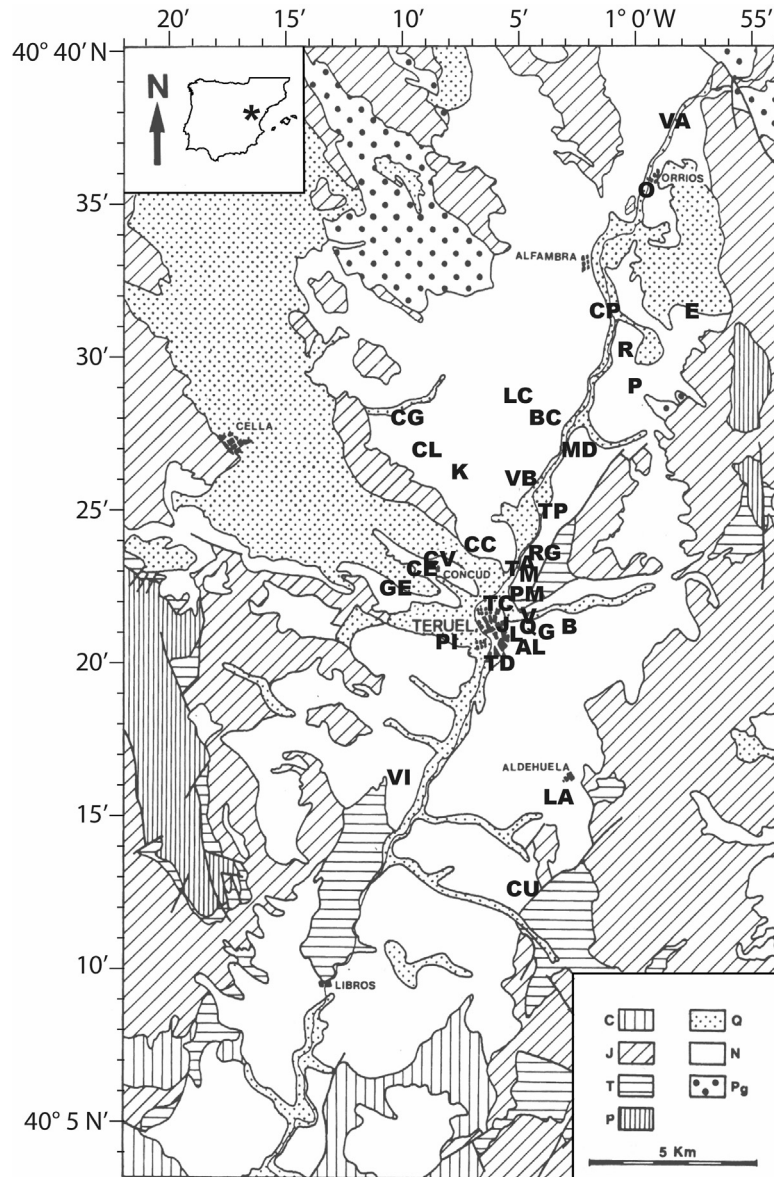 20’ 10’ 5’ 1° 0’W 55’
40° 40’ N
N
*
VA
O ORRIOS
35’
ALFAMBRA
CP E
30’
R
P
LC
CG BC
CELLA
CL MD
K
VB
25’
TP
CC
RG
CV A
CE T
CONCUD M
GE PM
TC
V
TERUEL J Q B
L G
PI AL
20’
TD
VI ALDEHUELA
15’
LA
CU
10’
LIBROS
C Q
J N
T Pg
P
40° 5’ N
5 Km